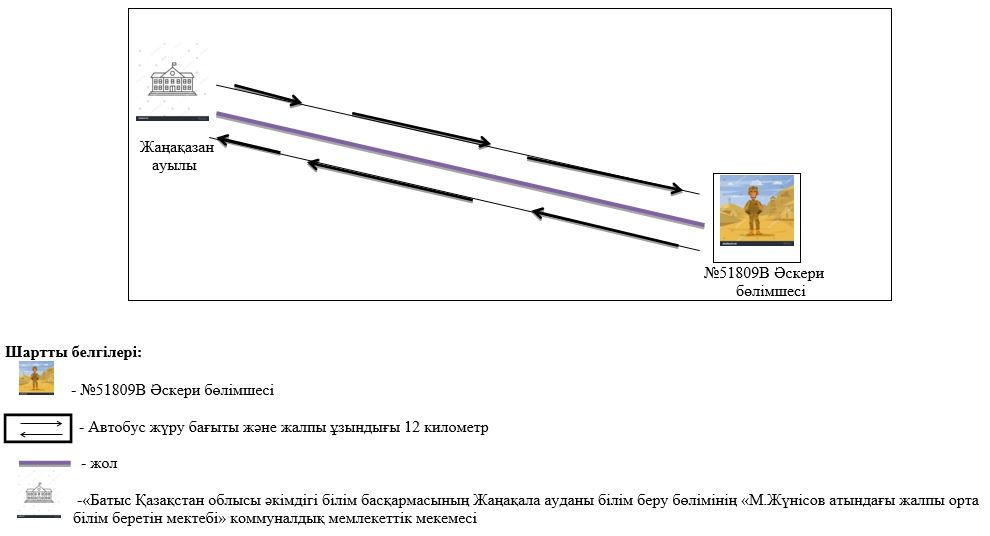 Жаңақазан
ауылы
№51809В Әскери
бөлімшесі
Шартты белгілері:
- №51809В Әскери бөлімшесі
- Автобус жүру бағыты және жалпы ұзындығы 12 километр
- жол
-«Батыс Қазақстан облысы әкімдігі білім басқармасының Жаңақала ауданы білім беру бөлімінің «М.Жүнісов атындағы жалпы орта
білім беретін мектебі» коммуналдық мемлекеттік мекемесі